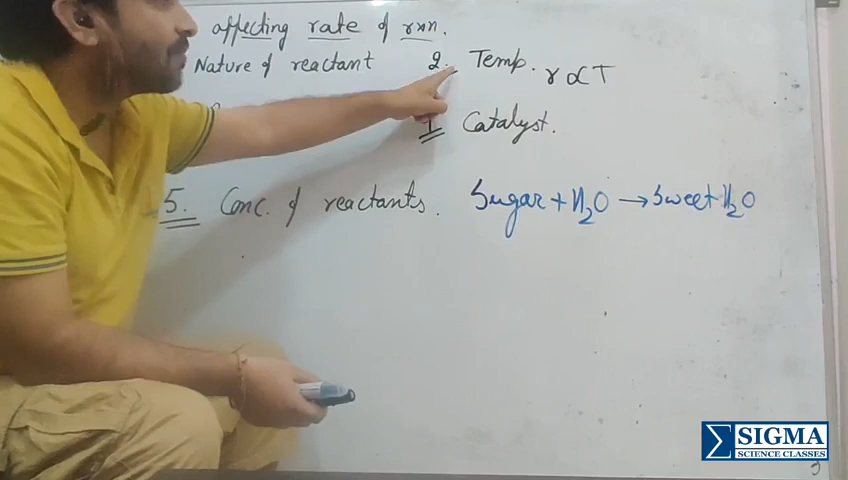 affecting rate of rxn.
Nature of reactant 2. Temp. r ∝ T
Catalyst.
5. Conc. of reactants. Sugar + H₂O → Sweet H₂O
Σ SIGMA
SCIENCE CLASSES